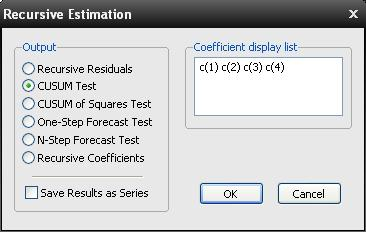 Recursive Estimation
Output
Recursive Residuals
CUSUM Test
CUSUM of Squares Test
One-Step Forecast Test
N-Step Forecast Test
Recursive Coefficients
Save Results as Series
Coefficient display list
c(1) c(2) c(3) c(4)
OK
Cancel